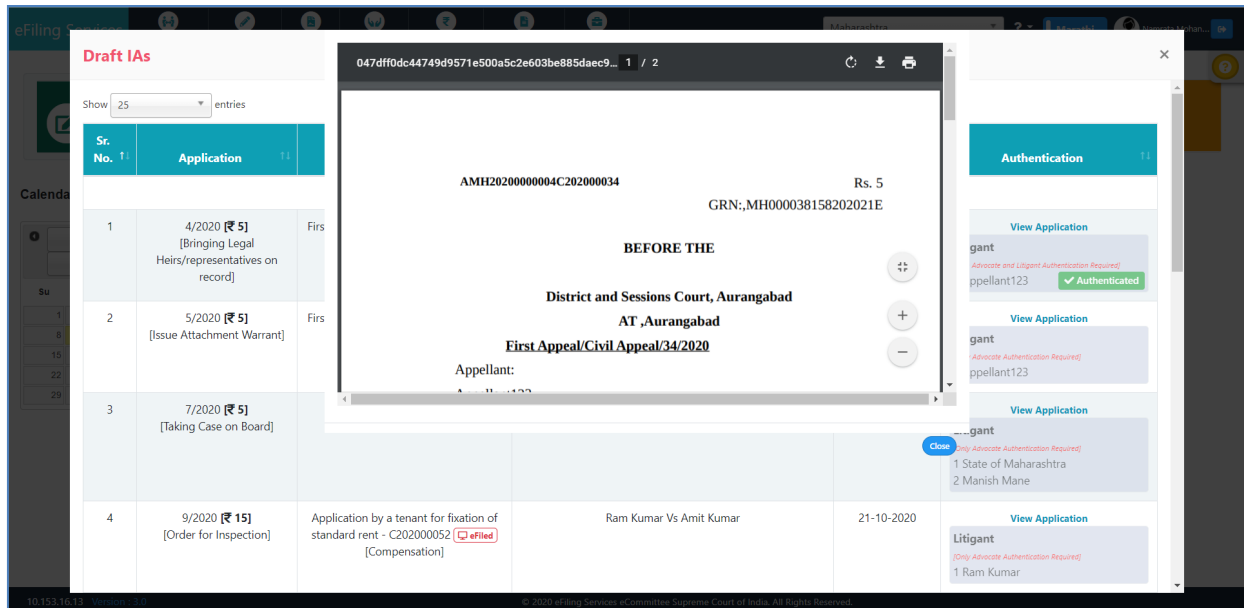 eFiling Services
Maharashtra
?
Marathi
Namrata Mohan...
Draft IAs
×
Show 25 entries
Sr. No.
Application
Authentication
047dff0dc44749d9571e500a5c2e603be885daec9... 1 / 2
AMH20200000004C202000034
Rs. 5
GRN:,MH000038158202021E
BEFORE THE
District and Sessions Court, Aurangabad
AT ,Aurangabad
First Appeal/Civil Appeal/34/2020
Appellant:
Close
1
4/2020 [₹ 5]
[Bringing Legal
Heirs/representatives on
record]
Firs
View Application
gant
Advocate and Litigant Authentication Required]
ppellant123
✔ Authenticated
2
5/2020 [₹ 5]
[Issue Attachment Warrant]
Firs
View Application
gant
Advocate Authentication Required]
ppellant123
3
7/2020 [₹ 5]
[Taking Case on Board]
View Application
gant
[Only Advocate Authentication Required]
1 State of Maharashtra
2 Manish Mane
4
9/2020 [₹ 15]
[Order for Inspection]
Application by a tenant for fixation of
standard rent - C202000052 eFiled
[Compensation]
Ram Kumar Vs Amit Kumar
21-10-2020
View Application
Litigant
[Only Advocate Authentication Required]
1 Ram Kumar
Calenda
Su
1
8
15
22
29
10.153.16.13 Version : 3.0
© 2020 eFiling Services eCommittee Supreme Court of India. All Rights Reserved.